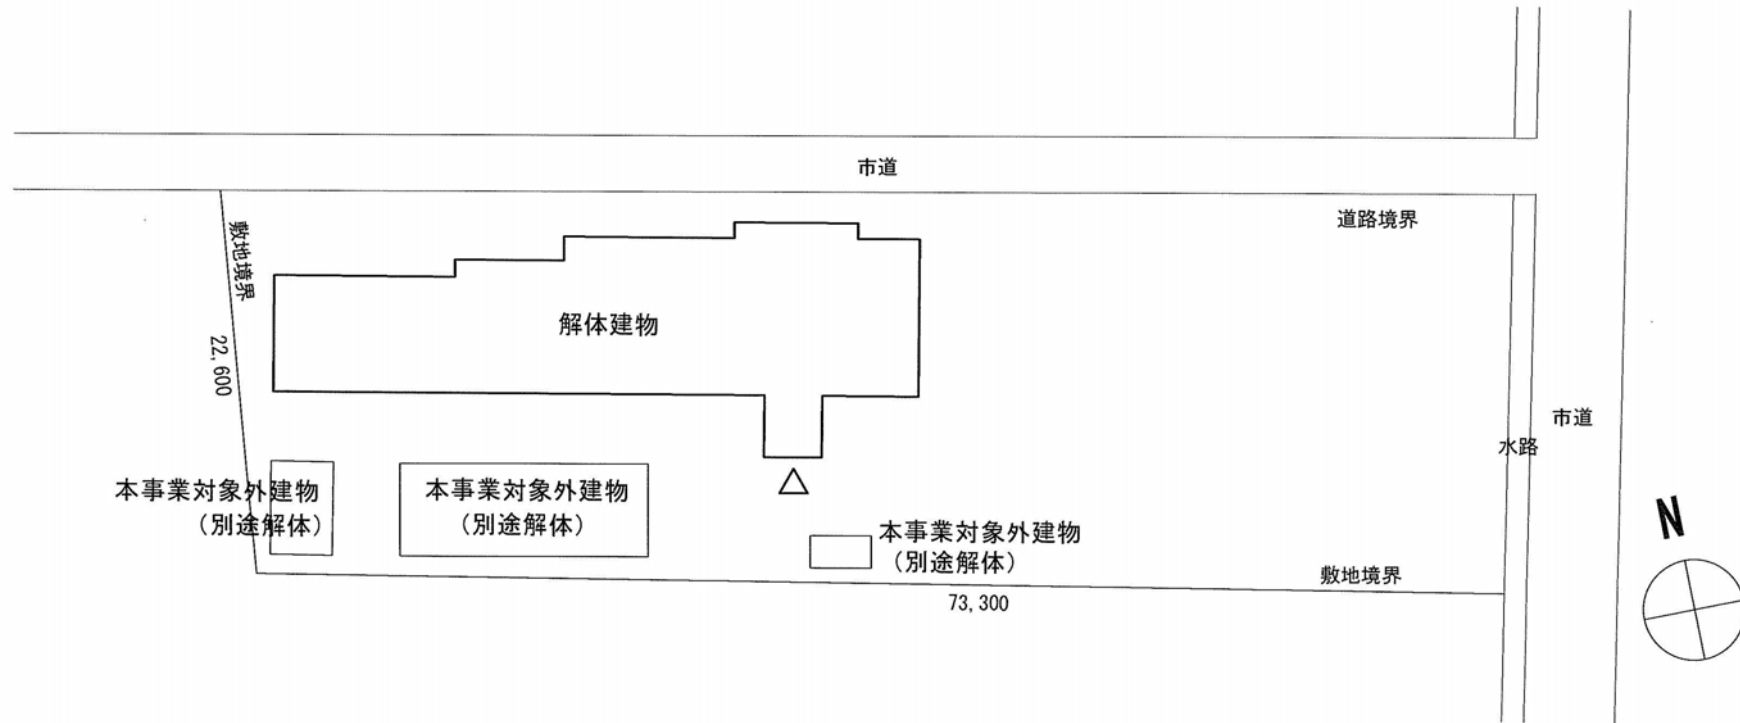 市道
道路境界
敷地境界
解体建物
22,600
市道
水路
本事業対象外建物
（別途解体）
本事業対象外建物
（別途解体）
本事業対象外建物
（別途解体）
N
敷地境界
73,300